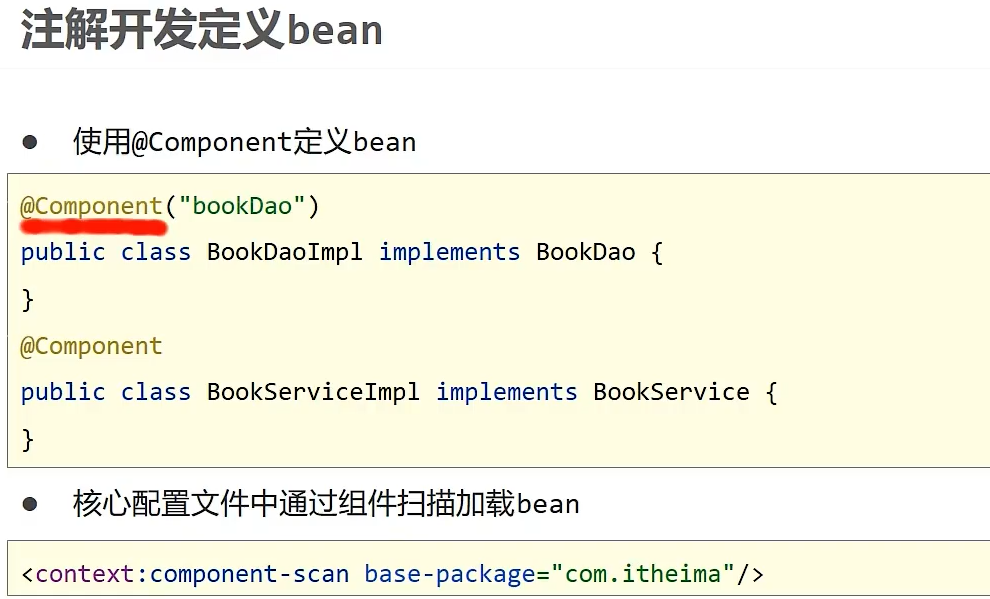 注解开发定义bean
● 使用@Component定义bean
@Component("bookDao")
public class BookDaoImpl implements BookDao {
}
@Component
public class BookServiceImpl implements BookService {
}
● 核心配置文件中通过组件扫描加载bean
<context:component-scan base-package="com.itheima"/>